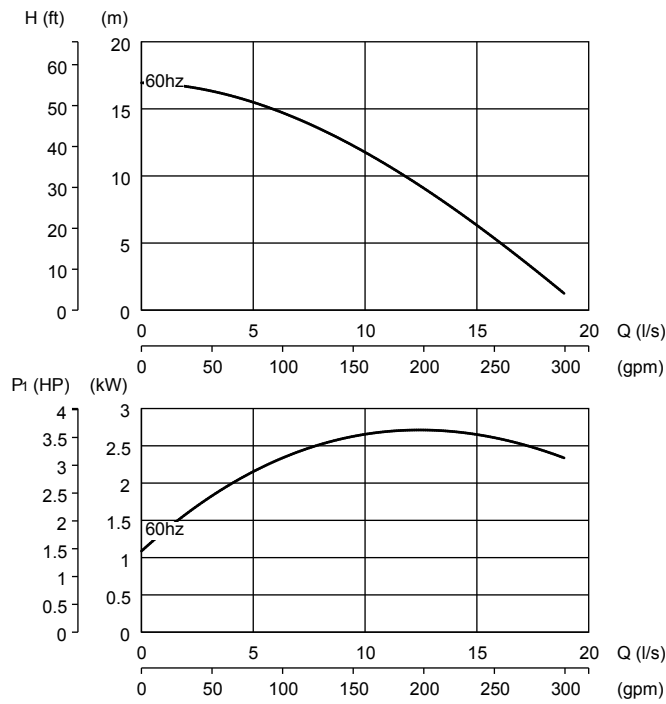 H (ft) (m)
60 20
60hz
50 15
40
30 10
20
10 5
0 0
0 5 10 15 20 Q (l/s)
0 50 100 150 200 250 300 (gpm)
P1 (HP) (kW)
4 3
3.5 2.5
3
2.5 2
2 1.5
60hz
1.5 1
1
0.5 0.5
0 0
0 5 10 15 20 Q (l/s)
0 50 100 150 200 250 300 (gpm)